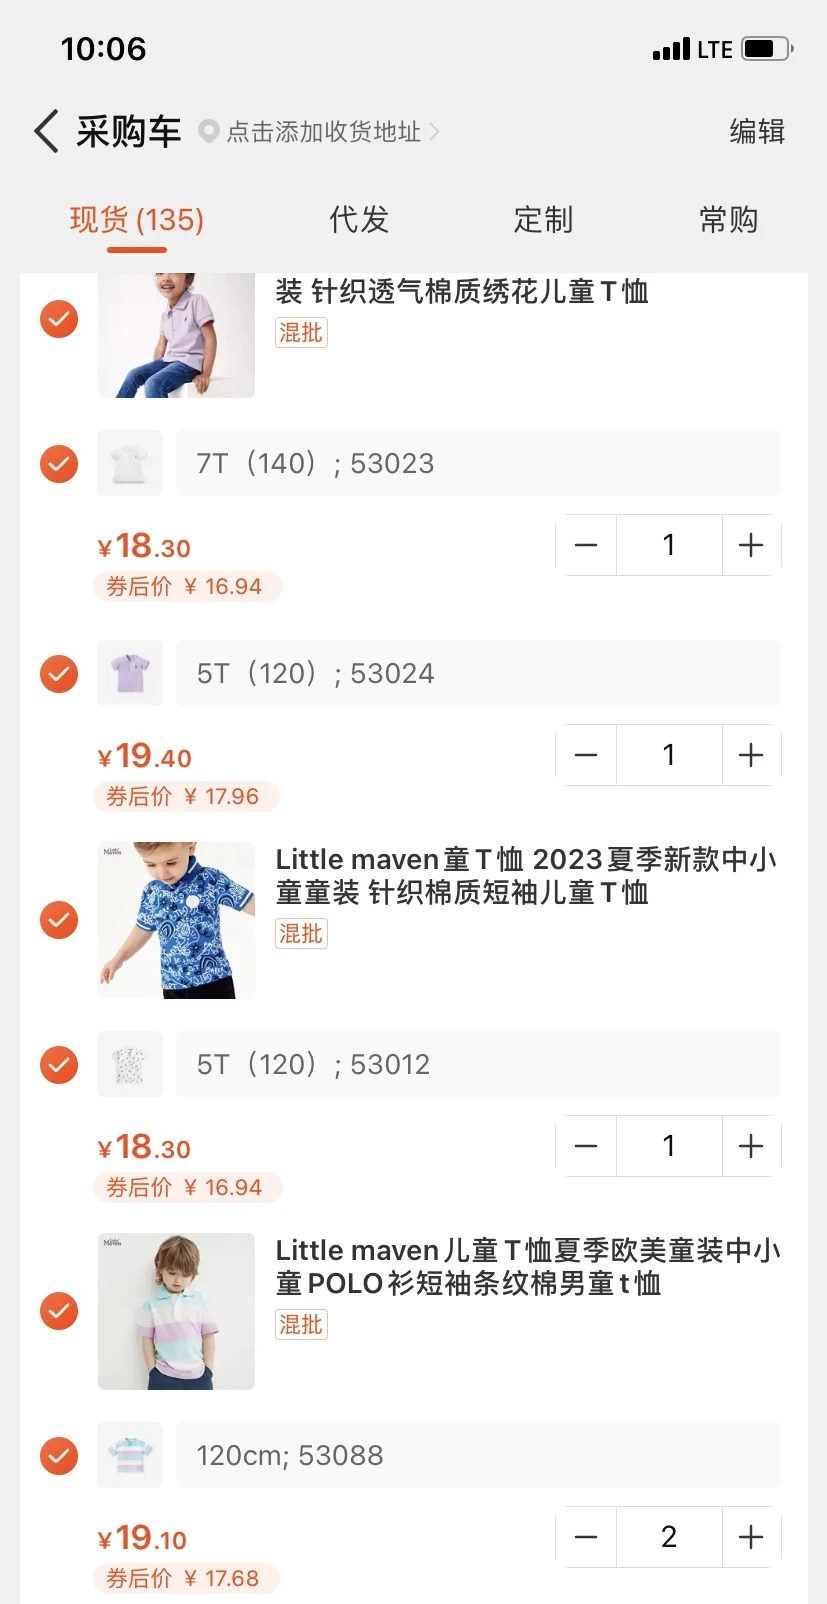 10:06
LTE
采购车 点击添加收货地址
编辑
现货(135)
代发
定制
常购
装 针织透气棉质绣花儿童T恤
混批
7T（140）; 53023
¥18.30
券后价 ¥ 16.94
1
5T（120）; 53024
¥19.40
券后价 ¥ 17.96
1
Little Maven
Little maven童T恤 2023夏季新款中小
童童装 针织棉质短袖儿童T恤
混批
5T（120）; 53012
¥18.30
券后价 ¥ 16.94
1
Little Maven
Little maven儿童T恤夏季欧美童装中小
童POLO衫短袖条纹棉男童t恤
混批
120cm; 53088
¥19.10
券后价 ¥ 17.68
2